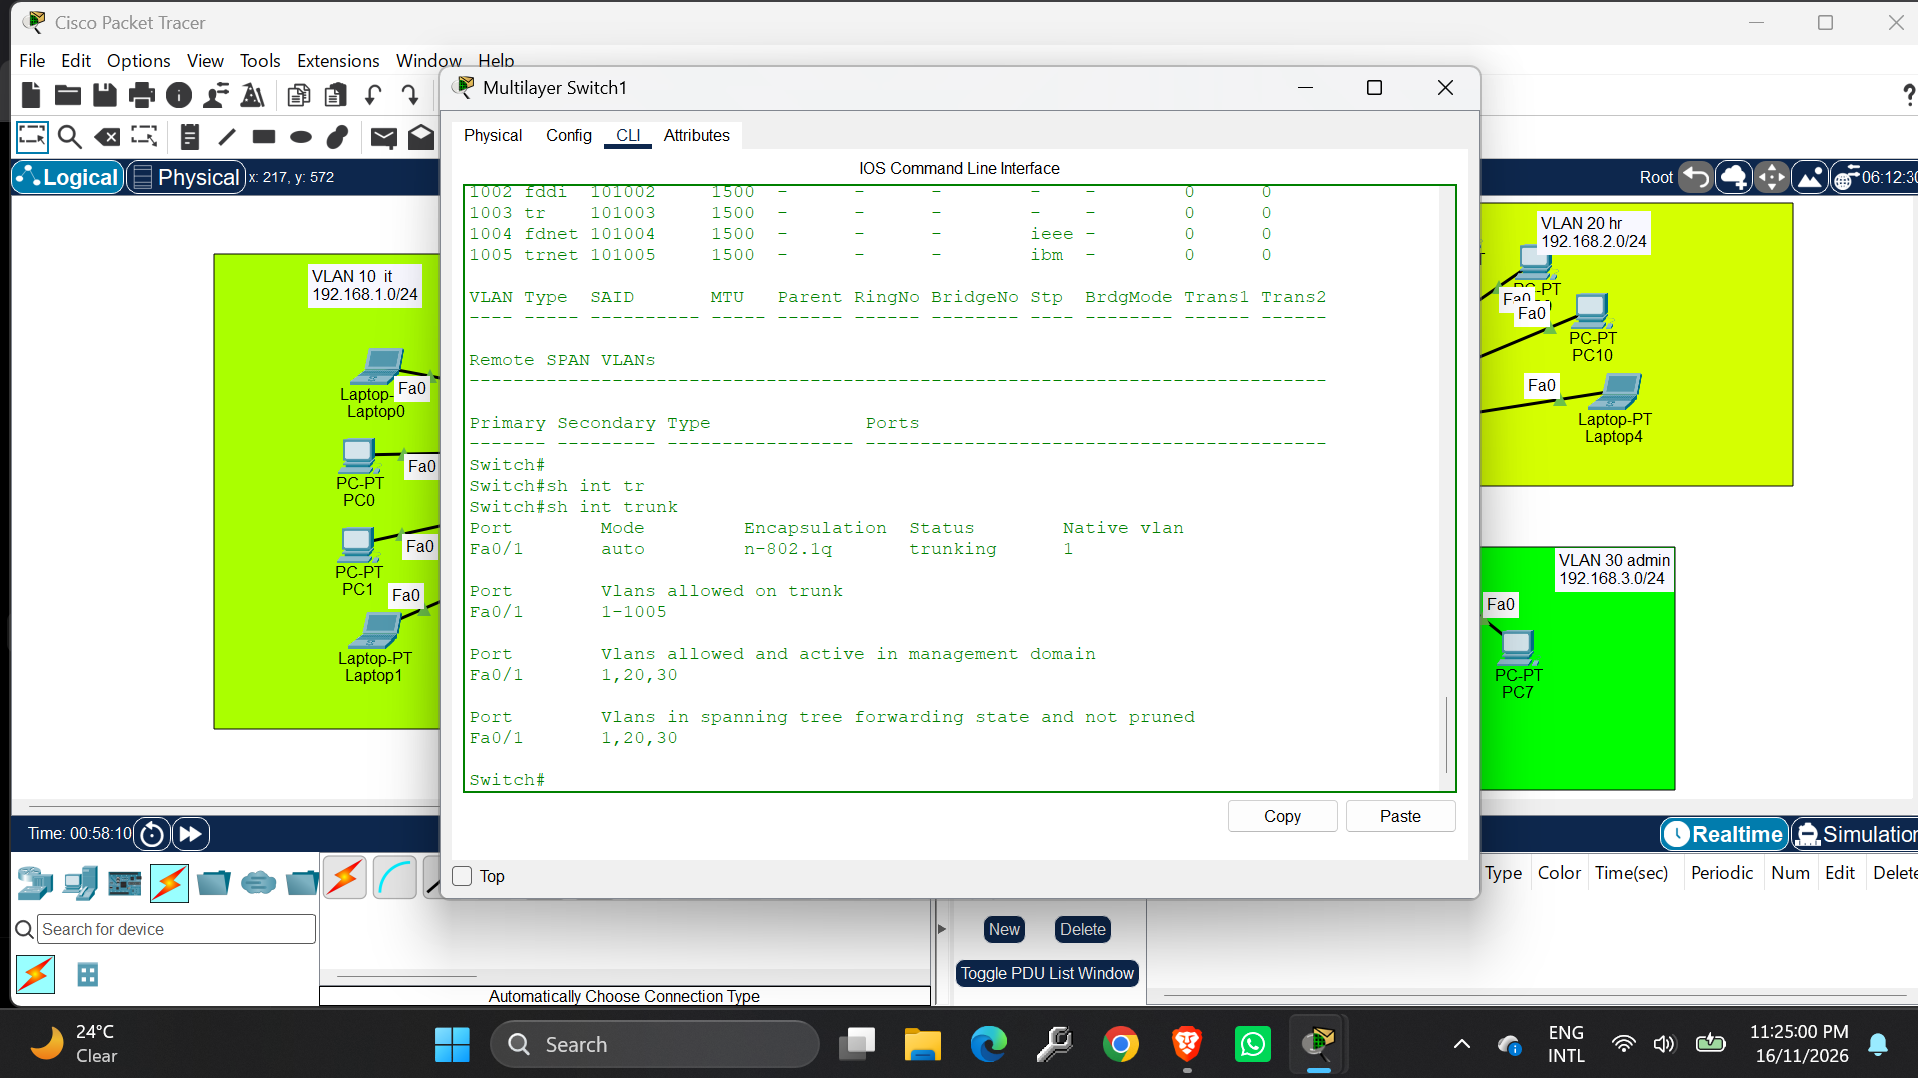 Cisco Packet Tracer
File Edit Options View Tools Extensions Window Help
?
Logical Physical x: 217, y: 572
Root 06:12:30
VLAN 10 it
192.168.1.0/24
Laptop-
Laptop0
Fa0
PC-PT
PC0
Fa0
PC-PT
PC1
Fa0
Laptop-PT
Laptop1
Fa0
Multilayer Switch1
Physical Config CLI Attributes
IOS Command Line Interface
1002 fddi 101002 1500 - - - - - 0 0
1003 tr 101003 1500 - - - - - 0 0
1004 fdnet 101004 1500 - - - ieee - 0 0
1005 trnet 101005 1500 - - - ibm - 0 0
VLAN Type SAID MTU Parent RingNo BridgeNo Stp BrdgMode Trans1 Trans2
---- ----- ---------- ----- ------ ------ -------- ---- -------- ------ ------
Remote SPAN VLANs
------------------------------------------------------------------------------
Primary Secondary Type Ports
------- --------- ----------------- ------------------------------------------
Switch#
Switch#sh int tr
Switch#sh int trunk
Port Mode Encapsulation Status Native vlan
Fa0/1 auto n-802.1q trunking 1
Port Vlans allowed on trunk
Fa0/1 1-1005
Port Vlans allowed and active in management domain
Fa0/1 1,20,30
Port Vlans in spanning tree forwarding state and not pruned
Fa0/1 1,20,30
Switch#
Copy Paste
Top
VLAN 20 hr
192.168.2.0/24
PC-PT
Fa0
Fa0
PC-PT
PC10
Fa0
Laptop-PT
Laptop4
VLAN 30 admin
192.168.3.0/24
Fa0
PC-PT
PC7
Time: 00:58:10
Realtime Simulation
Type Color Time(sec) Periodic Num Edit Delete
Search for device
New Delete
Toggle PDU List Window
Automatically Choose Connection Type
24°C
Clear
Search
ENG
INTL
11:25:00 PM
16/11/2026